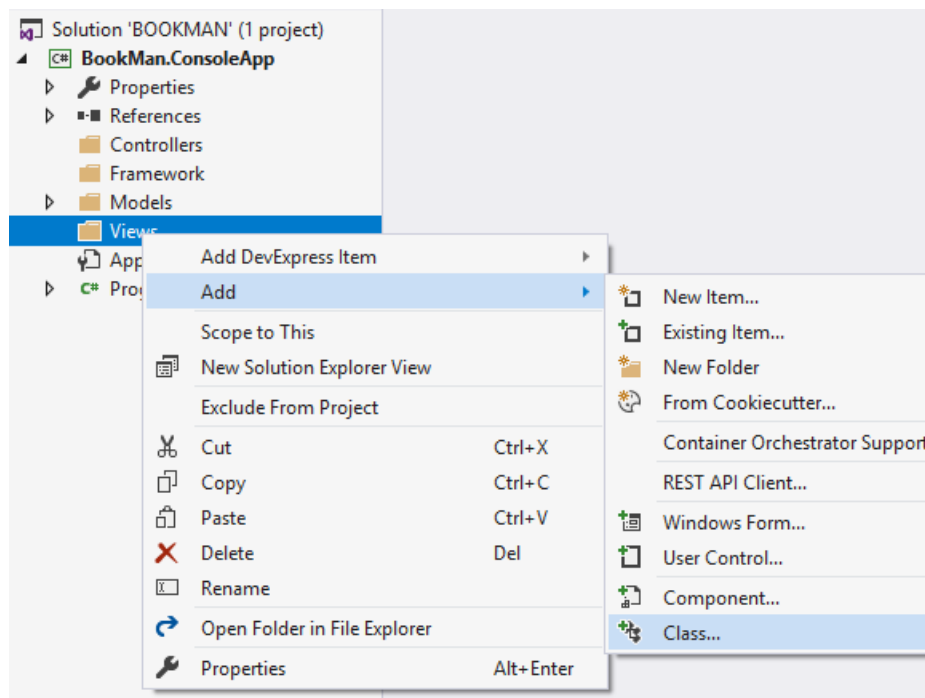 Solution 'BOOKMAN' (1 project)
C# BookMan.ConsoleApp
Properties
References
Controllers
Framework
Models
Views
App
C# Prog
Add DevExpress Item
Add
Scope to This
New Solution Explorer View
Exclude From Project
Cut Ctrl+X
Copy Ctrl+C
Paste Ctrl+V
Delete Del
Rename
Open Folder in File Explorer
Properties Alt+Enter
New Item...
Existing Item...
New Folder
From Cookiecutter...
Container Orchestrator Support
REST API Client...
Windows Form...
User Control...
Component...
Class...